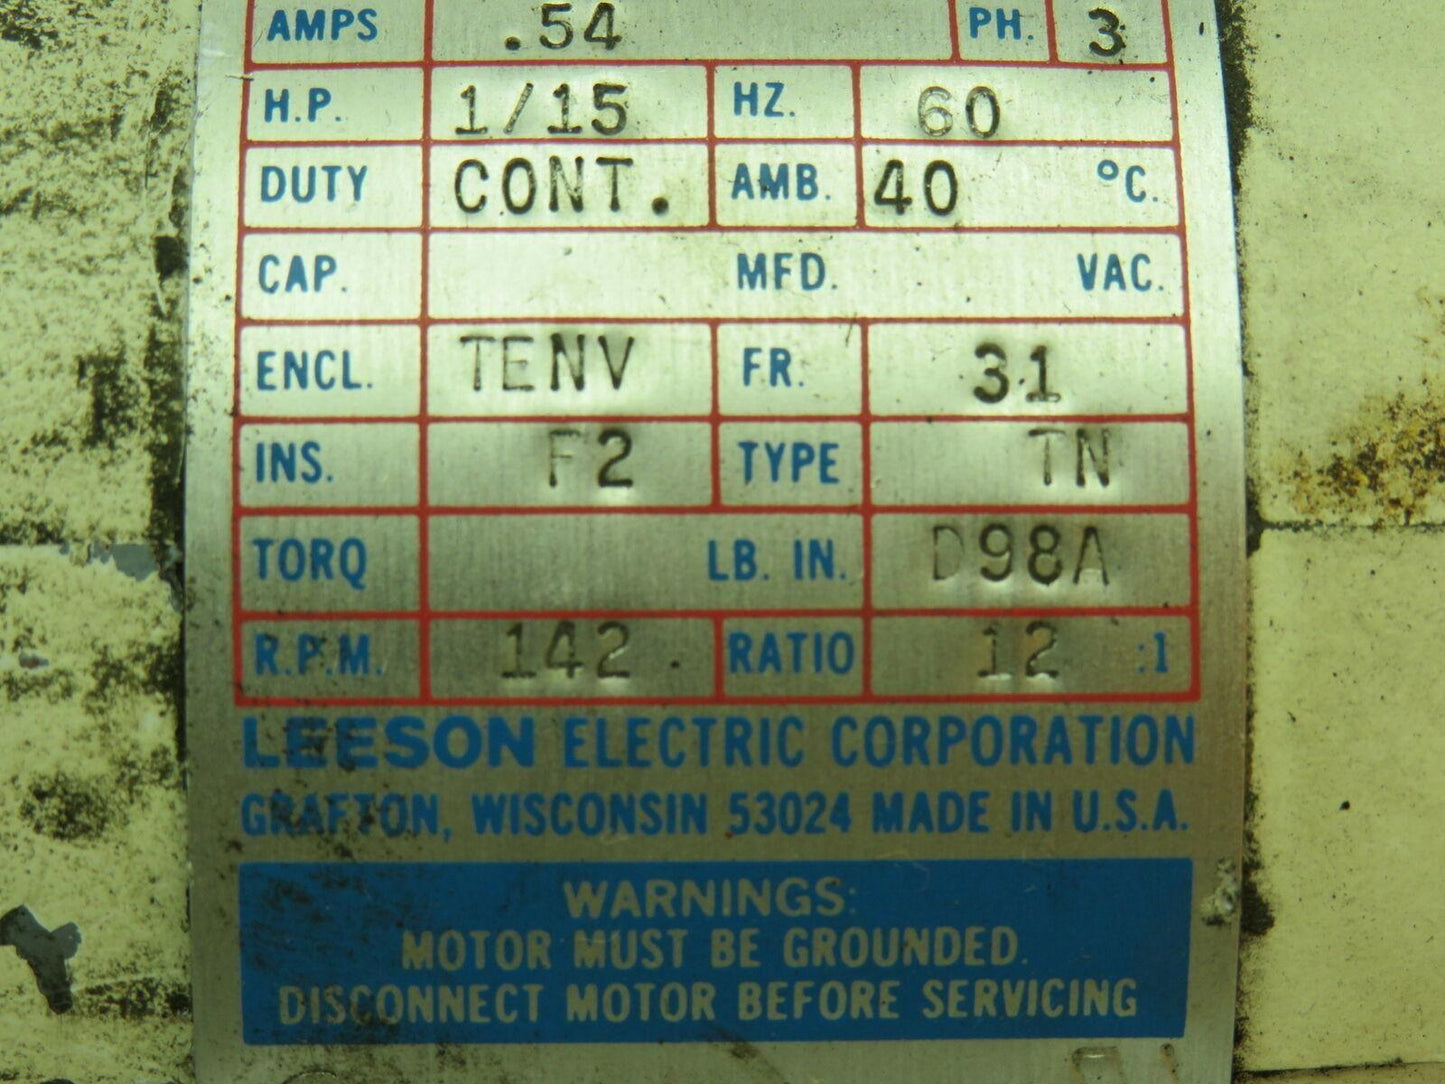 AMPS .54 PH. 3
H.P. 1/15 HZ. 60
DUTY CONT. AMB. 40 °C.
CAP. MFD. VAC.
ENCL. TENV FR. 31
INS. F2 TYPE TN
TORQ LB. IN. D98A
R.P.M. 142 RATIO 12 :1
LEESON ELECTRIC CORPORATION
GRAFTON, WISCONSIN 53024 MADE IN U.S.A.
WARNINGS:
MOTOR MUST BE GROUNDED.
DISCONNECT MOTOR BEFORE SERVICING